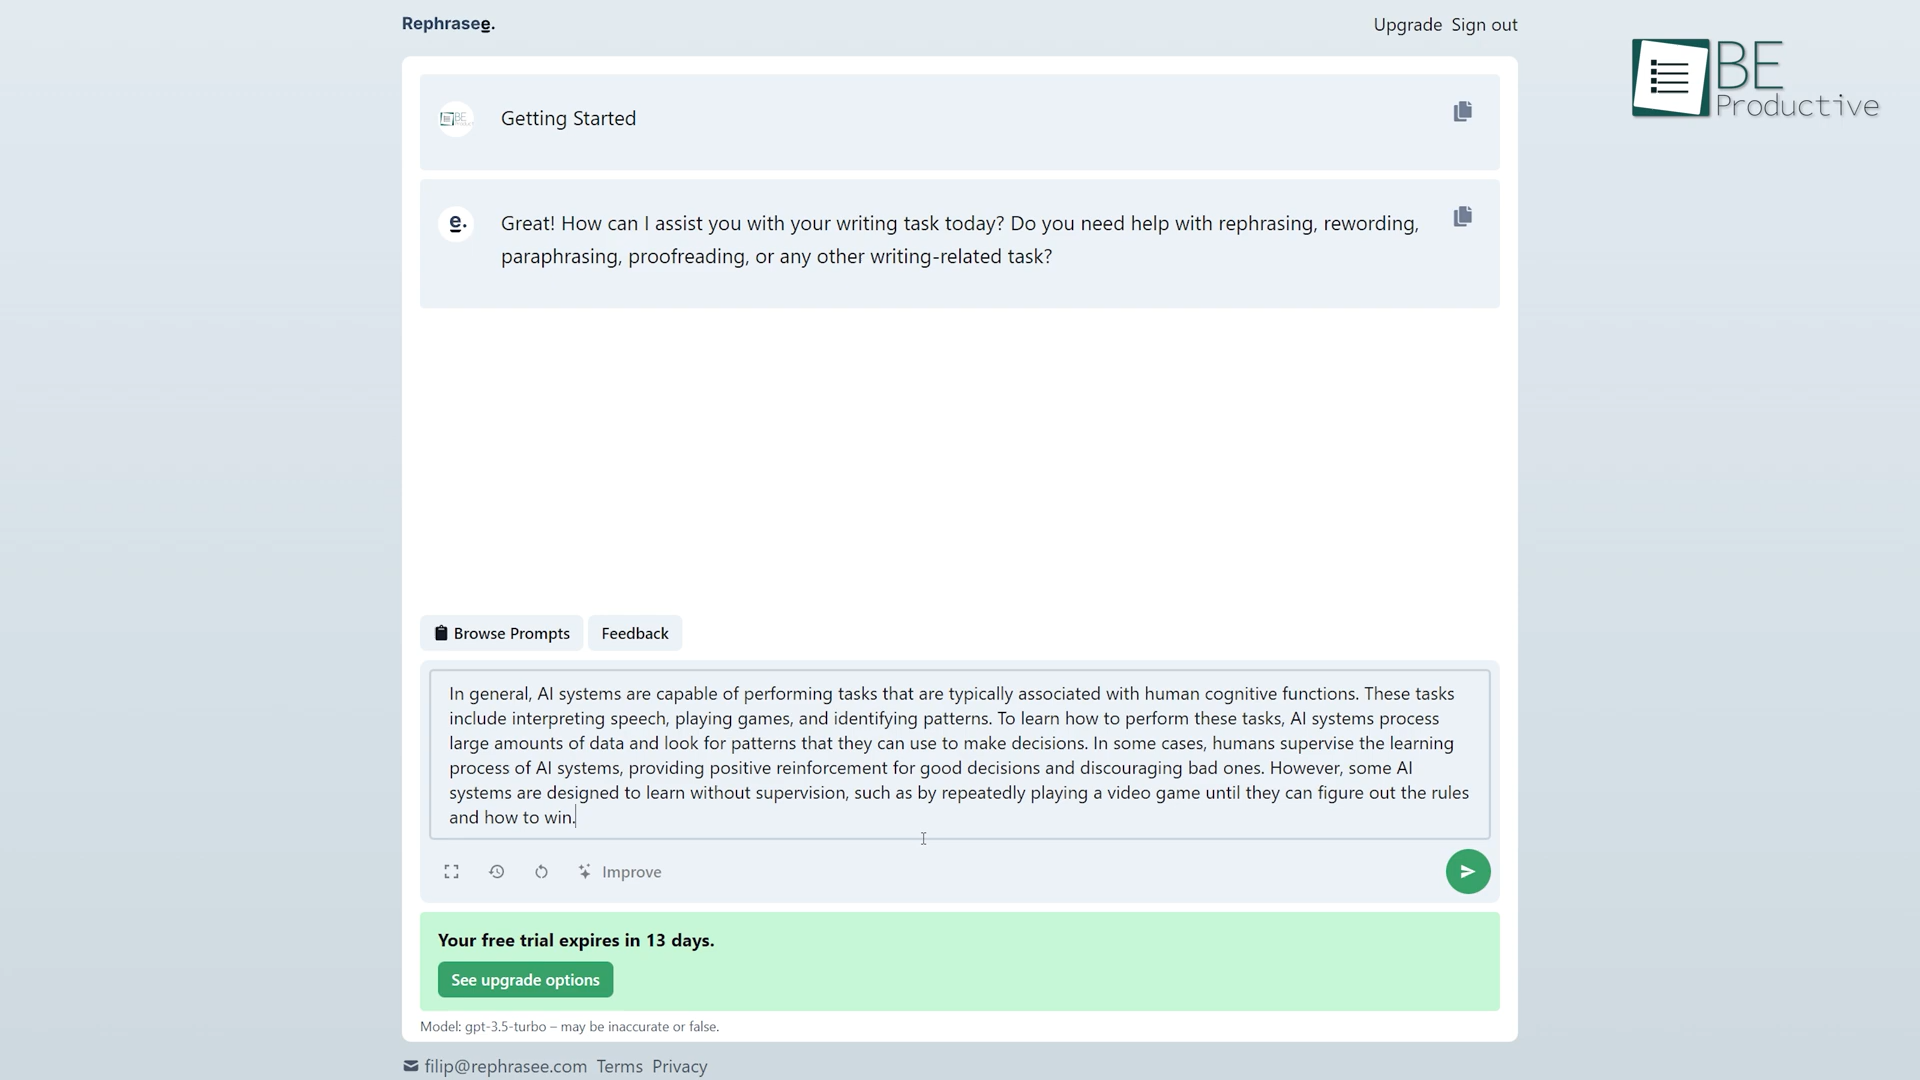 Rephrasee.
Upgrade Sign out
BE
Productive
BE
Getting Started
e.
Great! How can I assist you with your writing task today? Do you need help with rephrasing, rewording,
paraphrasing, proofreading, or any other writing-related task?
Browse Prompts
Feedback
In general, AI systems are capable of performing tasks that are typically associated with human cognitive functions. These tasks
include interpreting speech, playing games, and identifying patterns. To learn how to perform these tasks, AI systems process
large amounts of data and look for patterns that they can use to make decisions. In some cases, humans supervise the learning
process of AI systems, providing positive reinforcement for good decisions and discouraging bad ones. However, some AI
systems are designed to learn without supervision, such as by repeatedly playing a video game until they can figure out the rules
and how to win.
Improve
Your free trial expires in 13 days.
See upgrade options
Model: gpt-3.5-turbo – may be inaccurate or false.
filip@rephrasee.com Terms Privacy